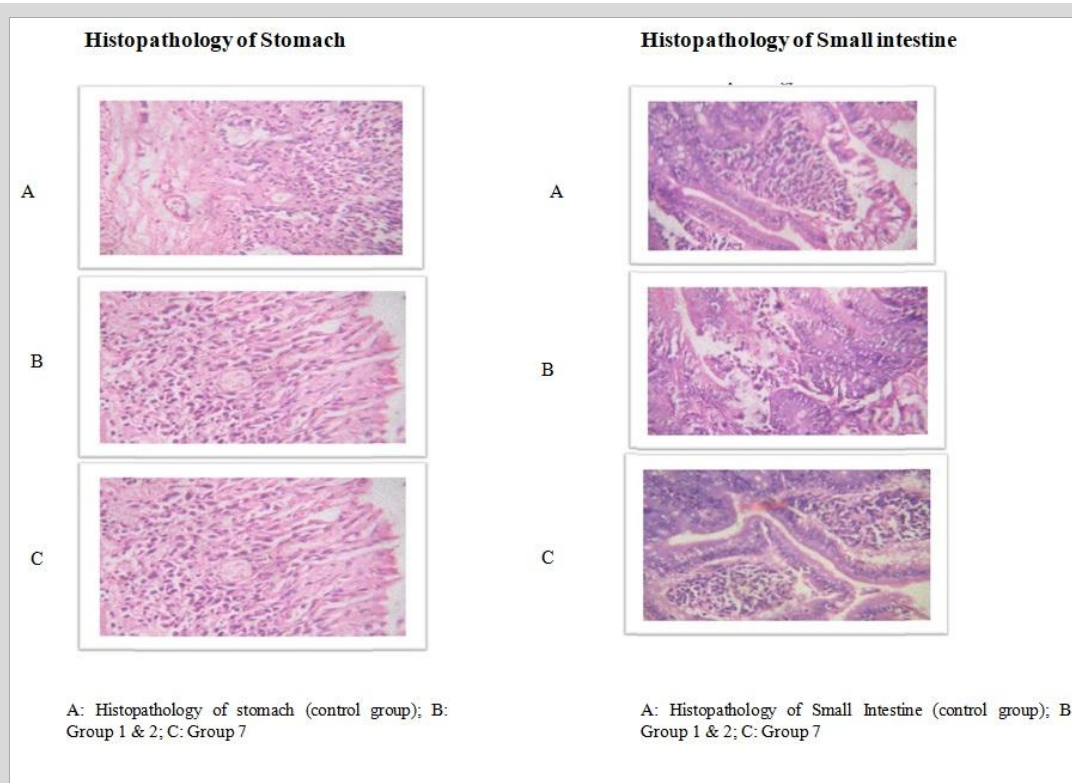 Histopathology of Stomach
A
B
C
A: Histopathology of stomach (control group); B:
Group 1 & 2; C: Group 7
Histopathology of Small intestine
A
B
C
A: Histopathology of Small Intestine (control group); B
Group 1 & 2; C: Group 7